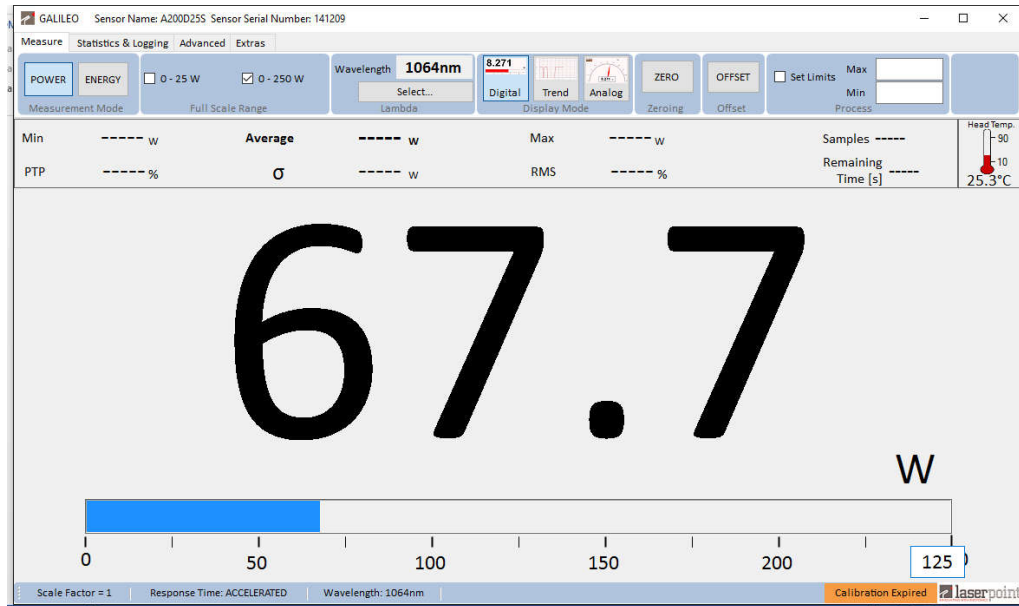 GALILEO Sensor Name: A200D25S Sensor Serial Number: 141209
Measure Statistics & Logging Advanced Extras
POWER ENERGY
Measurement Mode
0 - 25 W 0 - 250 W
Full Scale Range
Wavelength 1064nm
Select...
Lambda
8.271
Digital Trend Analog
Display Mode
ZERO
Zeroing
OFFSET
Offset
Set Limits Max
Min
Process
Min ----- W Average ----- W Max ----- W Samples -----
PTP ----- % σ ----- W RMS ----- % Remaining Time [s] -----
Head Temp.
90
10
25.3°C
67.7
W
0 50 100 150 200 125
Scale Factor = 1 Response Time: ACCELERATED Wavelength: 1064nm Calibration Expired laserpoint